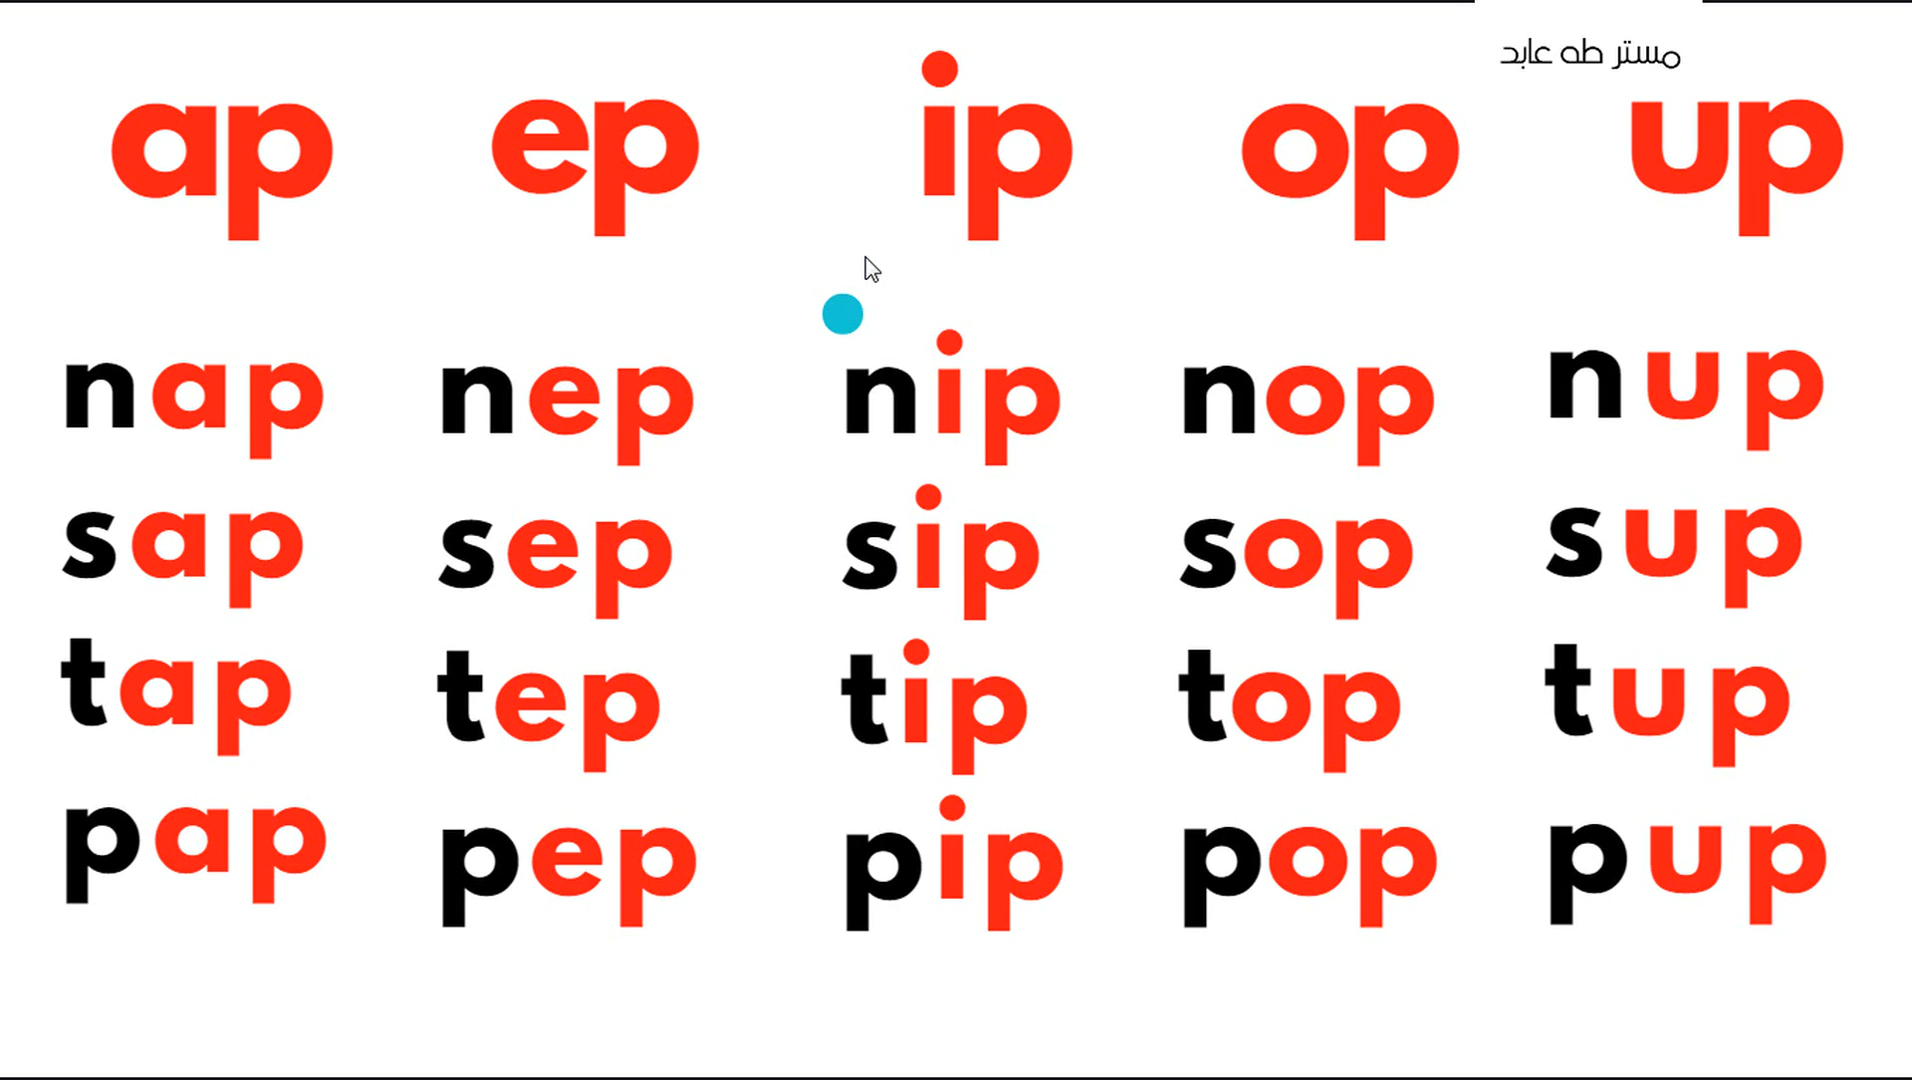 مستر طه عابد
ap ep ip op up
nap nep nip nop nup
sap sep sip sop sup
tap tep tip top tup
pap pep pip pop pup